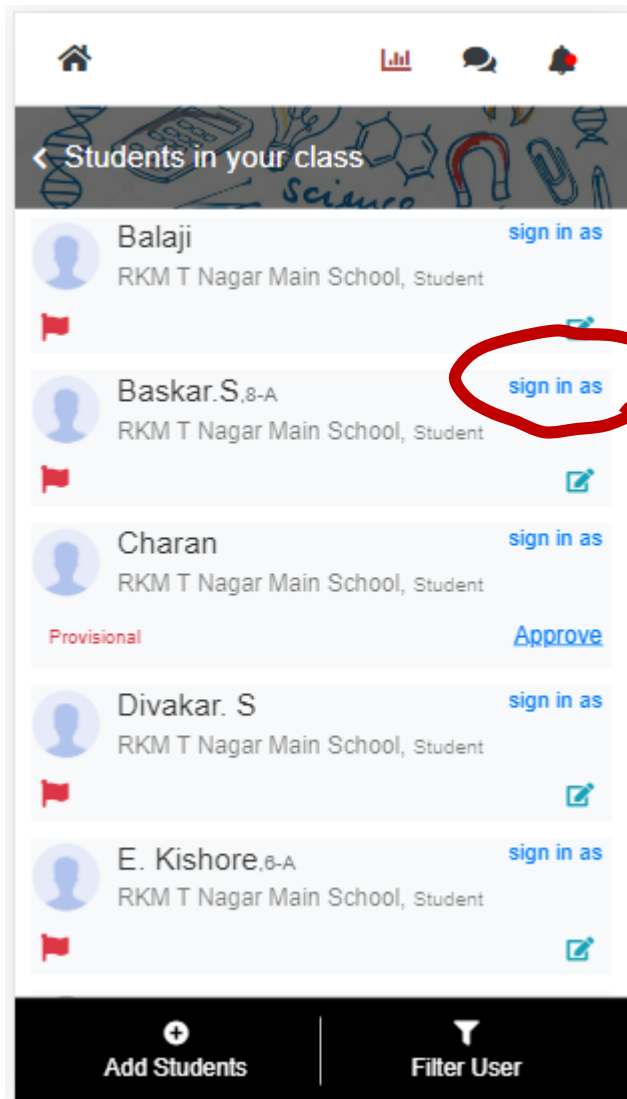 Students in your class
Science
Balaji sign in as
RKM T Nagar Main School, Student
Baskar.S,8-A sign in as
RKM T Nagar Main School, Student
Charan sign in as
RKM T Nagar Main School, Student
Provisional Approve
Divakar. S sign in as
RKM T Nagar Main School, Student
E. Kishore,6-A sign in as
RKM T Nagar Main School, Student
Add Students Filter User